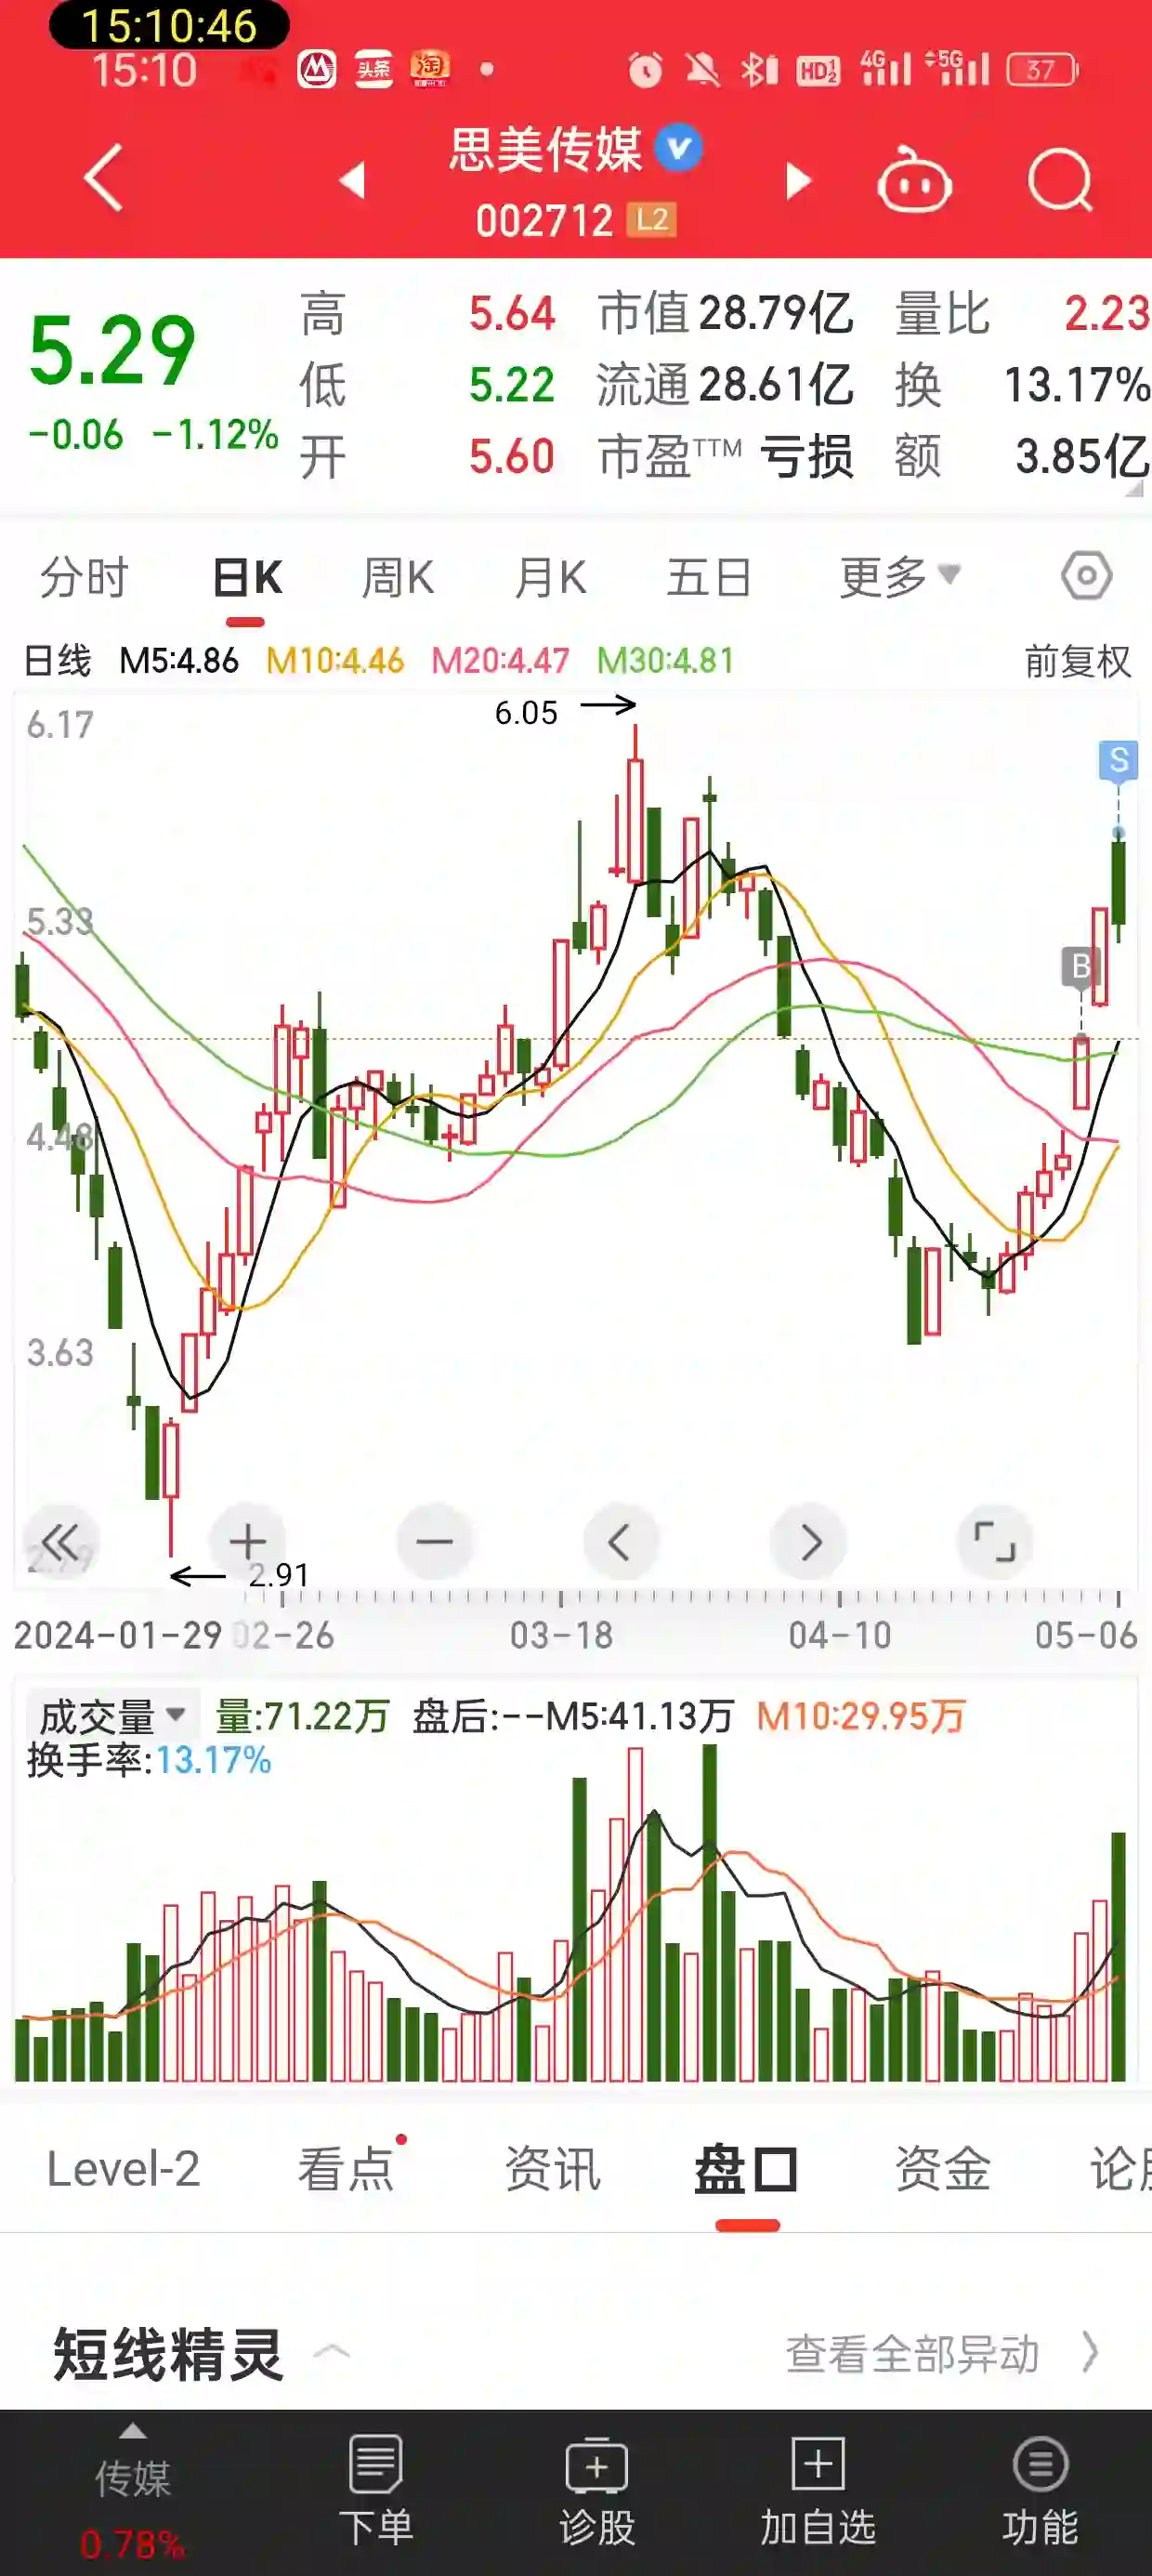 15:10:46
15:10 头条 淘 HD 1 2 4G 5G 37
思美传媒
002712 L2
5.29
-0.06 -1.12%
高 5.64 市值 28.79亿 量比 2.23
低 5.22 流通 28.61亿 换 13.17%
开 5.60 市盈TTM 亏损 额 3.85亿
分时 日K 周K 月K 五日 更多
日线 M5:4.86 M10:4.46 M20:4.47 M30:4.81 前复权
6.05
6.17
S
5.33
B
4.48
3.63
2.91
2024-01-29 02-26 03-18 04-10 05-06
成交量 量:71.22万 盘后:--M5:41.13万 M10:29.95万
换手率:13.17%
Level-2 看点 资讯 盘口 资金 论
短线精灵 查看全部异动
传媒
0.78%
下单 诊股 加自选 功能